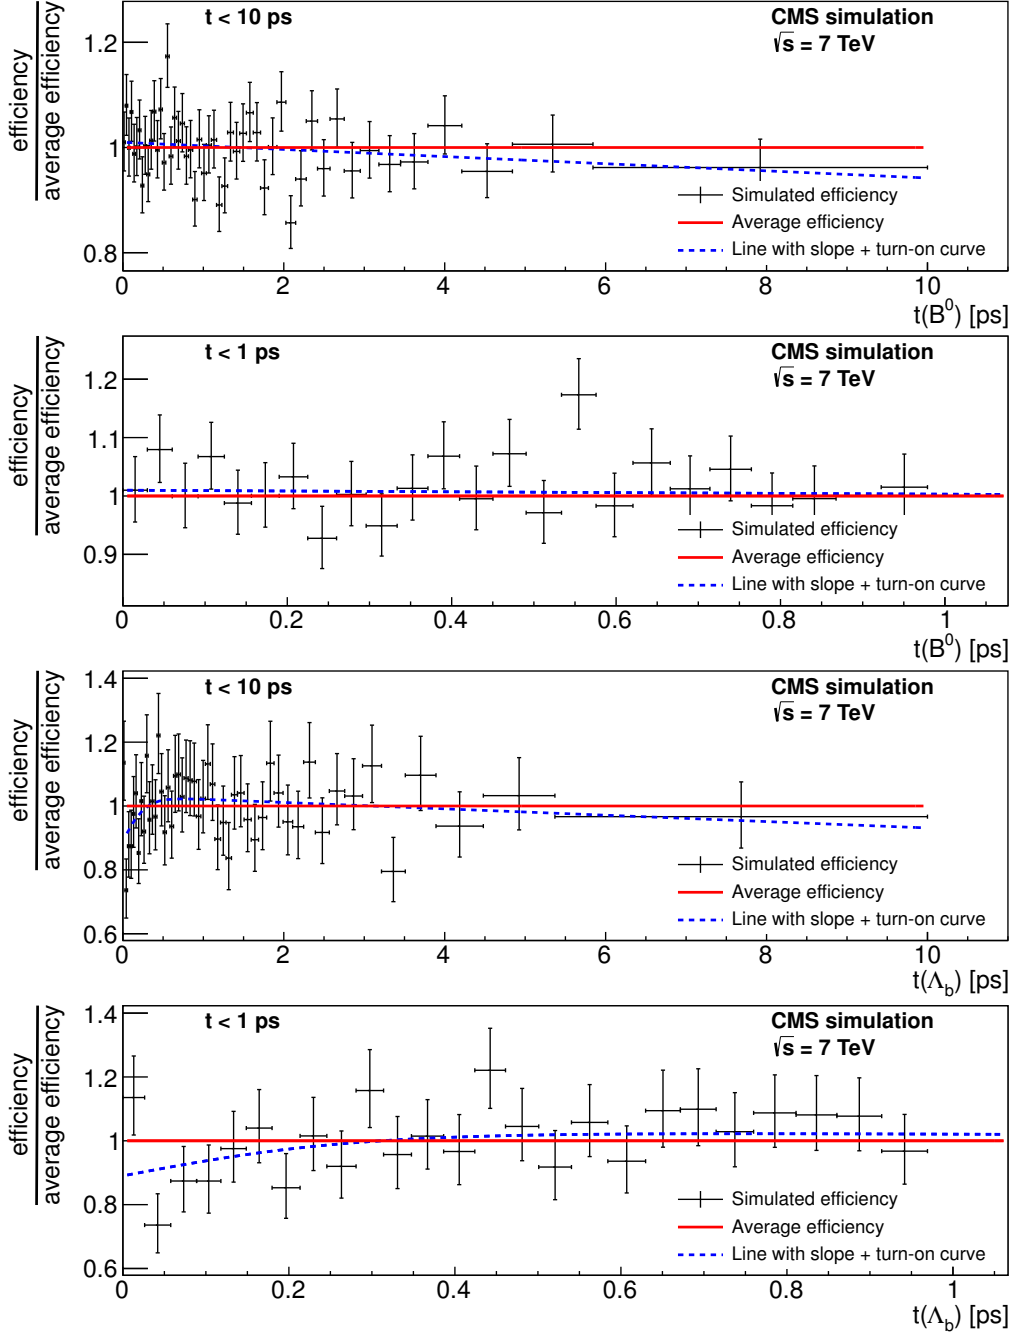 efficiency
average efficiency
t < 10 ps
CMS simulation
√s = 7 TeV
1.2
1
0.8
Simulated efficiency
Average efficiency
Line with slope + turn-on curve
0 2 4 6 8 10
t(B⁰) [ps]
efficiency
average efficiency
t < 1 ps
CMS simulation
√s = 7 TeV
1.2
1.1
1
0.9
Simulated efficiency
Average efficiency
Line with slope + turn-on curve
0 0.2 0.4 0.6 0.8 1
t(B⁰) [ps]
efficiency
average efficiency
t < 10 ps
CMS simulation
√s = 7 TeV
1.4
1.2
1
0.8
0.6
Simulated efficiency
Average efficiency
Line with slope + turn-on curve
0 2 4 6 8 10
t(Λ_b) [ps]
efficiency
average efficiency
t < 1 ps
CMS simulation
√s = 7 TeV
1.4
1.2
1
0.8
0.6
Simulated efficiency
Average efficiency
Line with slope + turn-on curve
0 0.2 0.4 0.6 0.8 1
t(Λ_b) [ps]